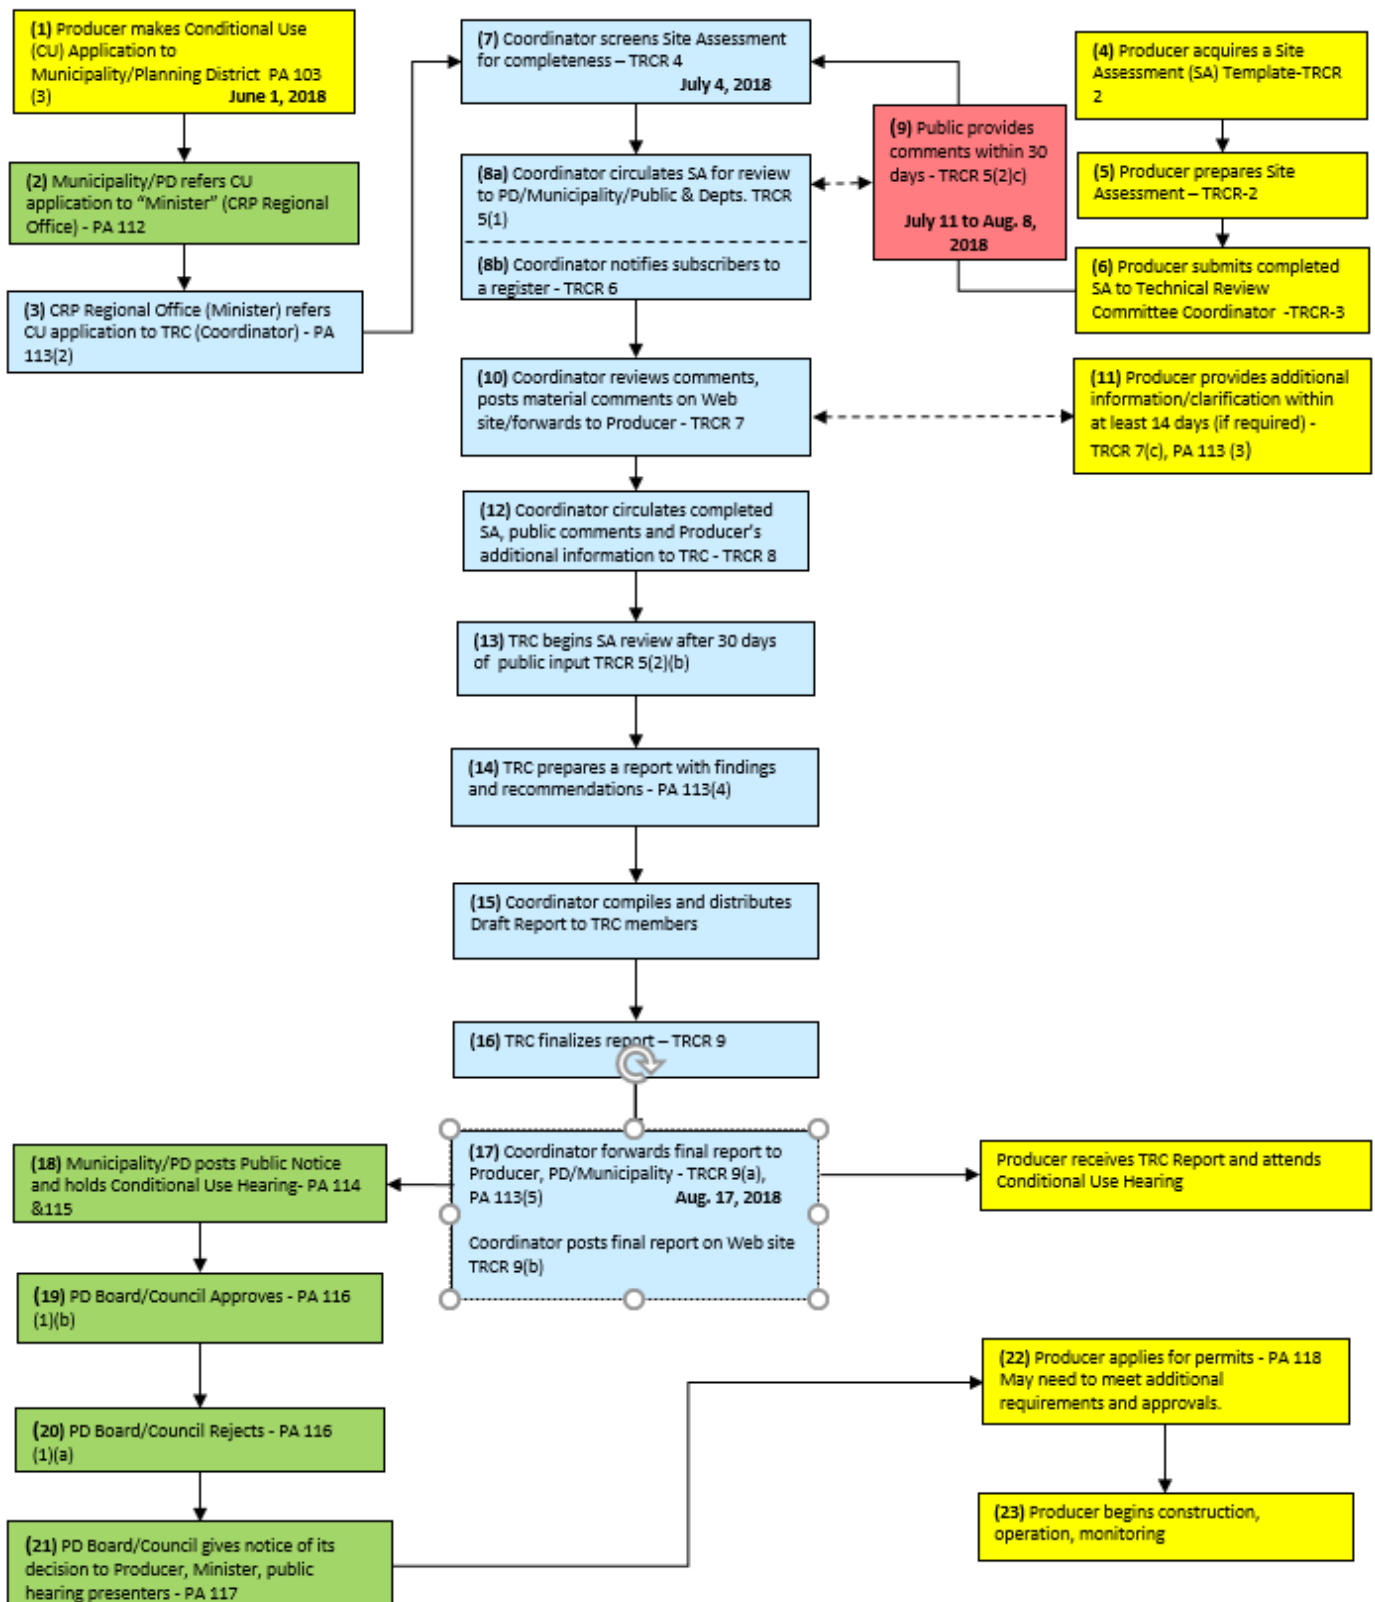 (1) Producer makes Conditional Use
(CU) Application to
Municipality/Planning District PA 103
(3) June 1, 2018
(2) Municipality/PD refers CU
application to “Minister” (CRP Regional
Office) - PA 112
(3) CRP Regional Office (Minister) refers
CU application to TRC (Coordinator) - PA
113(2)
(4) Producer acquires a Site
Assessment (SA) Template-TRCR
2
(5) Producer prepares Site
Assessment – TRCR-2
(6) Producer submits completed
SA to Technical Review
Committee Coordinator -TRCR-3
(7) Coordinator screens Site Assessment
for completeness – TRCR 4
July 4, 2018
(8a) Coordinator circulates SA for review
to PD/Municipality/Public & Depts. TRCR
5(1)
(8b) Coordinator notifies subscribers to
a register - TRCR 6
(9) Public provides
comments within 30
days - TRCR 5(2)c)
July 11 to Aug. 8,
2018
(10) Coordinator reviews comments,
posts material comments on Web
site/forwards to Producer - TRCR 7
(11) Producer provides additional
information/clarification within
at least 14 days (if required) -
TRCR 7(c), PA 113 (3)
(12) Coordinator circulates completed
SA, public comments and Producer’s
additional information to TRC - TRCR 8
(13) TRC begins SA review after 30 days
of public input TRCR 5(2)(b)
(14) TRC prepares a report with findings
and recommendations - PA 113(4)
(15) Coordinator compiles and distributes
Draft Report to TRC members
(16) TRC finalizes report – TRCR 9
(17) Coordinator forwards final report to
Producer, PD/Municipality - TRCR 9(a),
PA 113(5) Aug. 17, 2018
Coordinator posts final report on Web site
TRCR 9(b)
Producer receives TRC Report and attends
Conditional Use Hearing
(18) Municipality/PD posts Public Notice
and holds Conditional Use Hearing- PA 114
&115
(19) PD Board/Council Approves - PA 116
(1)(b)
(20) PD Board/Council Rejects - PA 116
(1)(a)
(21) PD Board/Council gives notice of its
decision to Producer, Minister, public
hearing presenters - PA 117
(22) Producer applies for permits - PA 118
May need to meet additional
requirements and approvals.
(23) Producer begins construction,
operation, monitoring